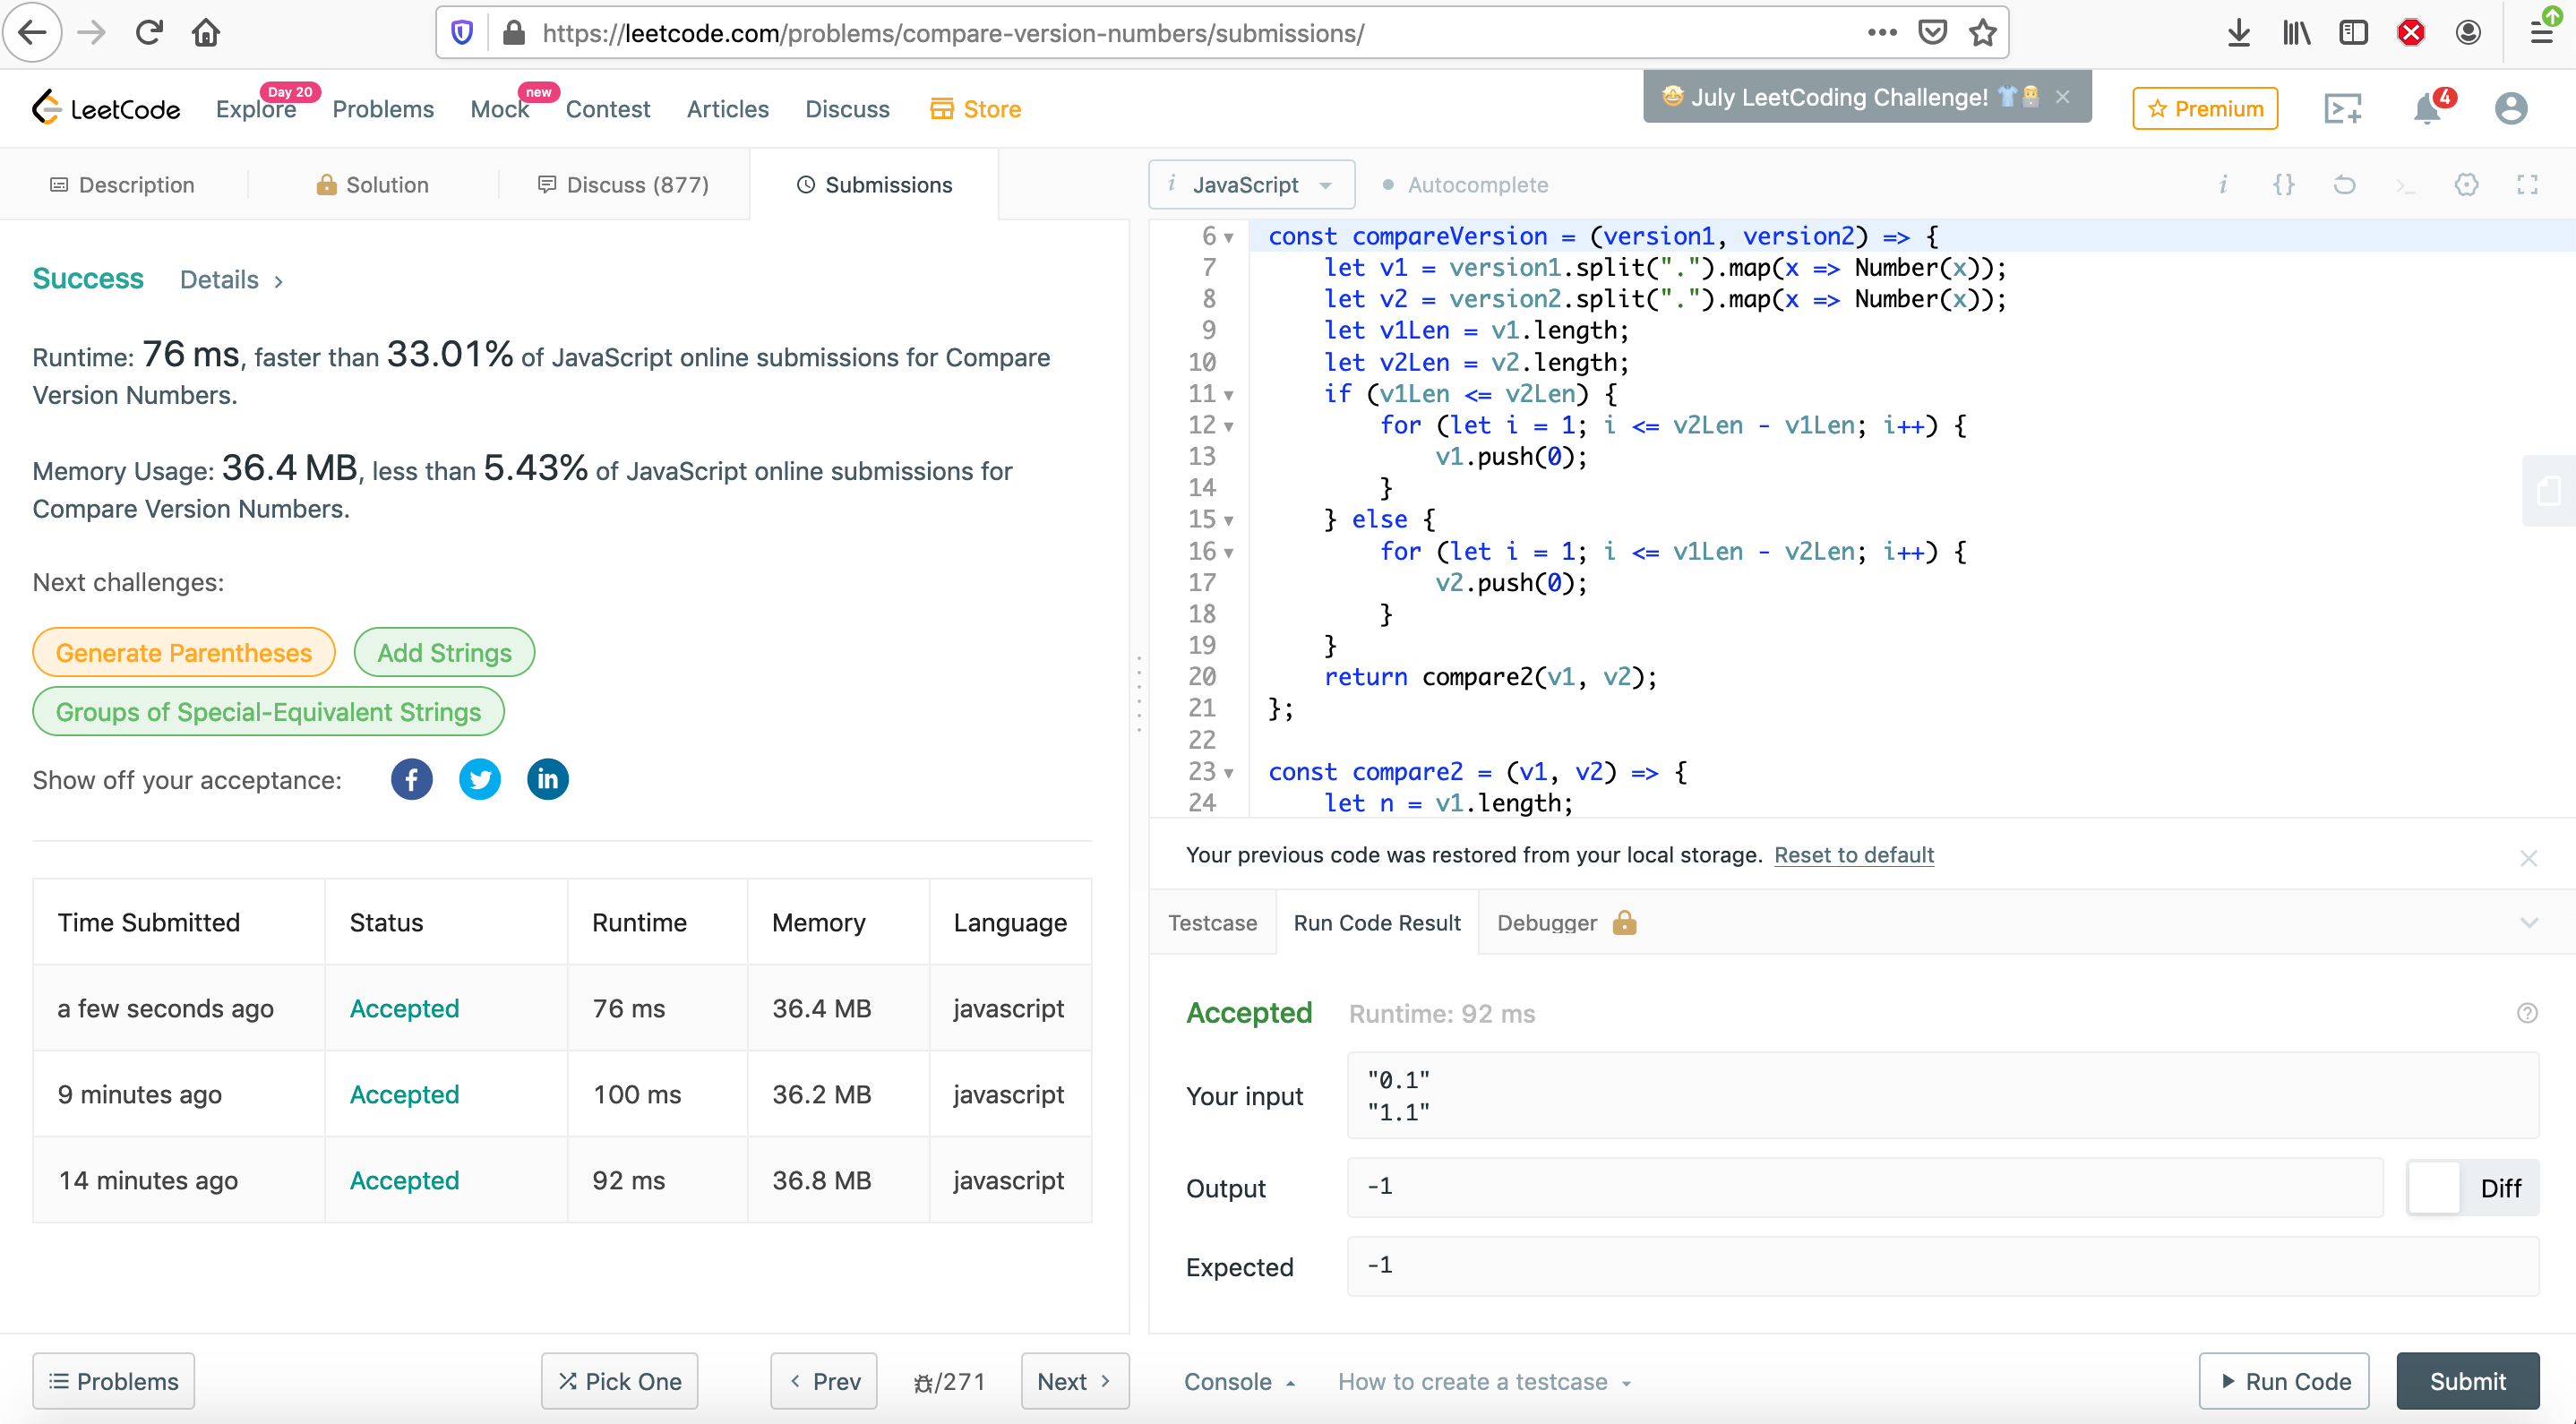 https://leetcode.com/problems/compare-version-numbers/submissions/
LeetCode
Explore
Day 20
Problems
Mock
new
Contest
Articles
Discuss
Store
🤩 July LeetCoding Challenge! 👕
Premium
4
Description
Solution
Discuss (877)
Submissions
Success
Details
Runtime: 76 ms, faster than 33.01% of JavaScript online submissions for Compare
Version Numbers.
Memory Usage: 36.4 MB, less than 5.43% of JavaScript online submissions for
Compare Version Numbers.
Next challenges:
Generate Parentheses
Add Strings
Groups of Special-Equivalent Strings
Show off your acceptance:
Time Submitted Status Runtime Memory Language
a few seconds ago Accepted 76 ms 36.4 MB javascript
9 minutes ago Accepted 100 ms 36.2 MB javascript
14 minutes ago Accepted 92 ms 36.8 MB javascript
Problems
Pick One
< Prev
/271
Next >
i JavaScript
Autocomplete
6 const compareVersion = (version1, version2) => {
7 let v1 = version1.split(".").map(x => Number(x));
8 let v2 = version2.split(".").map(x => Number(x));
9 let v1Len = v1.length;
10 let v2Len = v2.length;
11 if (v1Len <= v2Len) {
12 for (let i = 1; i <= v2Len - v1Len; i++) {
13 v1.push(0);
14 }
15 } else {
16 for (let i = 1; i <= v1Len - v2Len; i++) {
17 v2.push(0);
18 }
19 }
20 return compare2(v1, v2);
21 };
22
23 const compare2 = (v1, v2) => {
24 let n = v1.length;
Your previous code was restored from your local storage. Reset to default
Testcase
Run Code Result
Debugger
Accepted
Runtime: 92 ms
Your input
"0.1"
"1.1"
Output
-1
Diff
Expected
-1
Console
How to create a testcase
Run Code
Submit